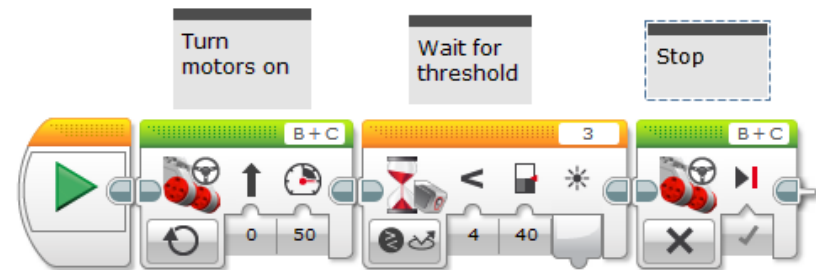 Turn
motors on
Wait for
threshold
Stop
B+C
3
B+C
0
50
4
40